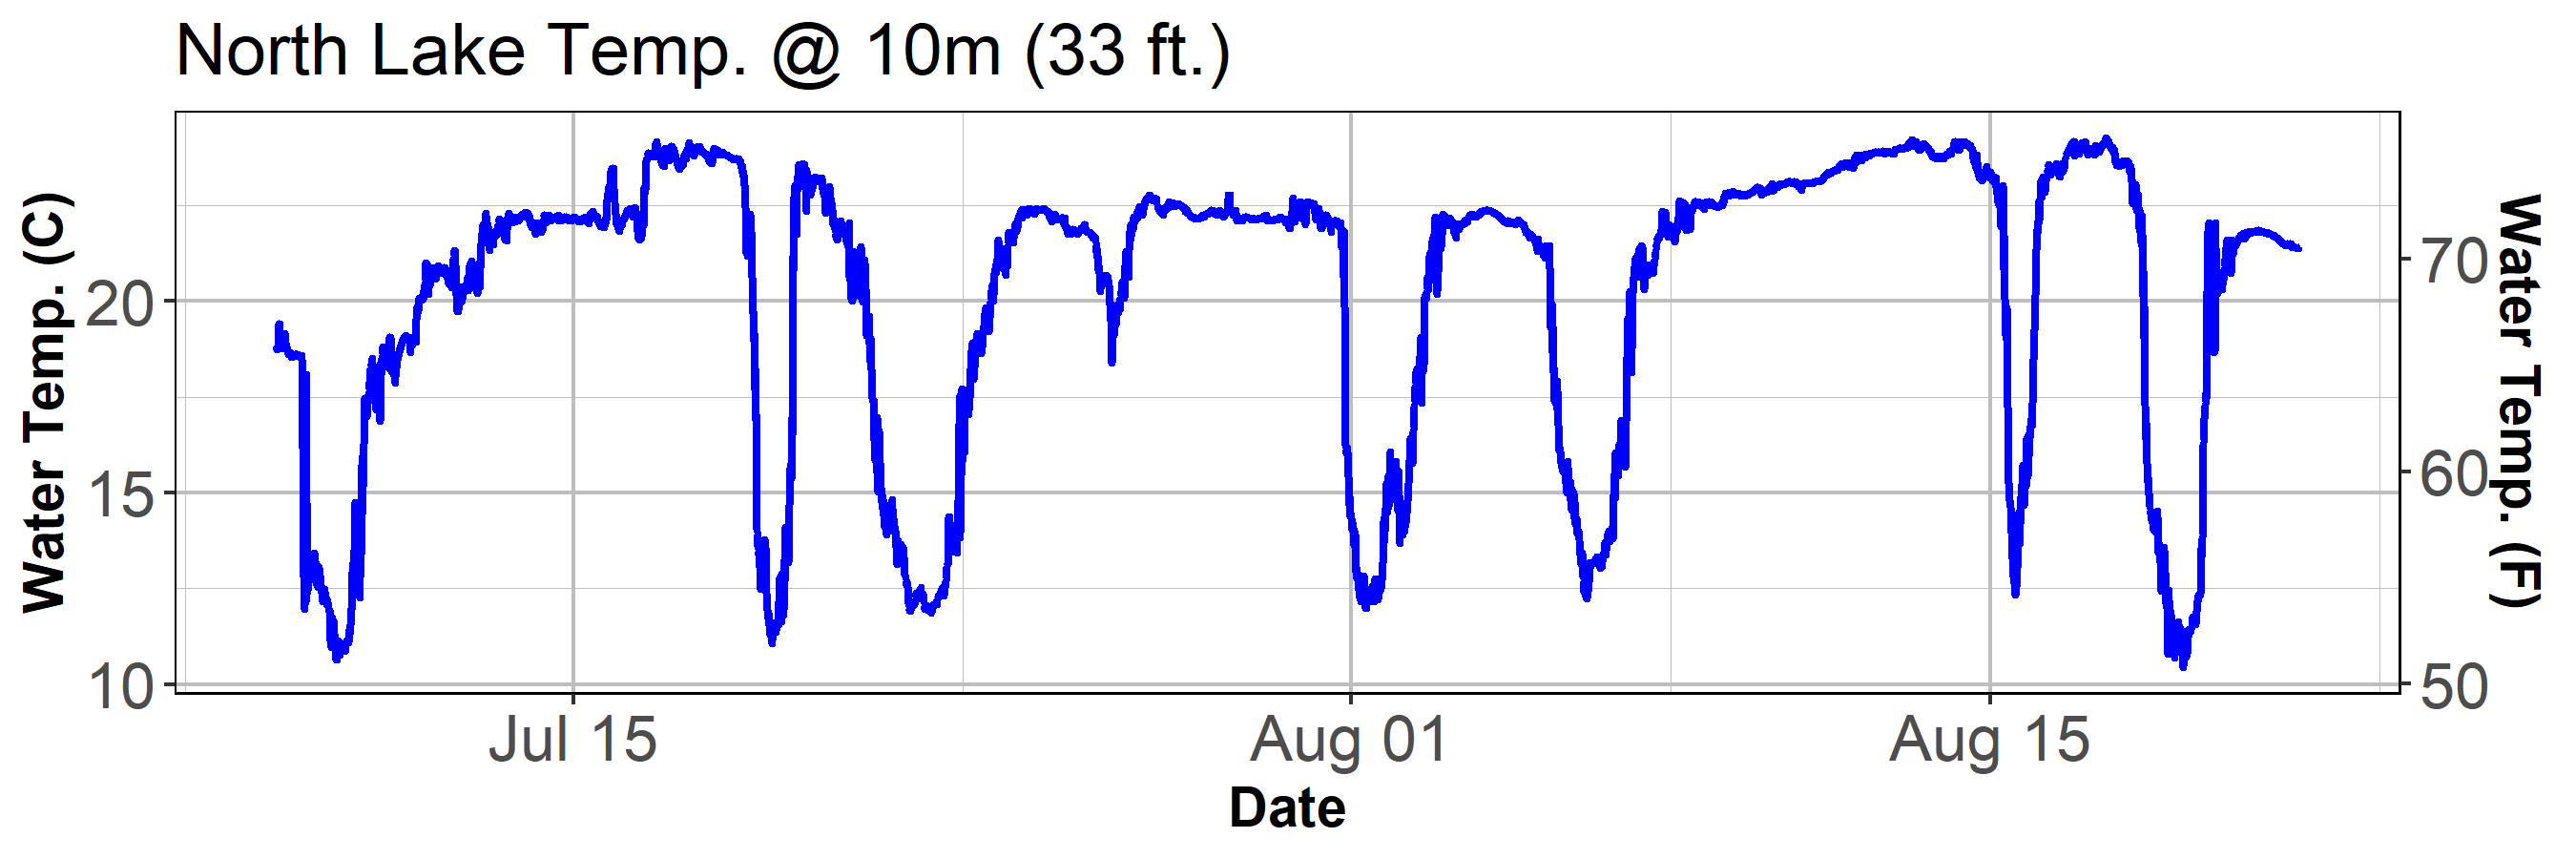 North Lake Temp. @ 10m (33 ft.)
Water Temp. (C)
20
15
10
70
60
50
Water Temp. (F)
Jul 15
Aug 01
Aug 15
Date